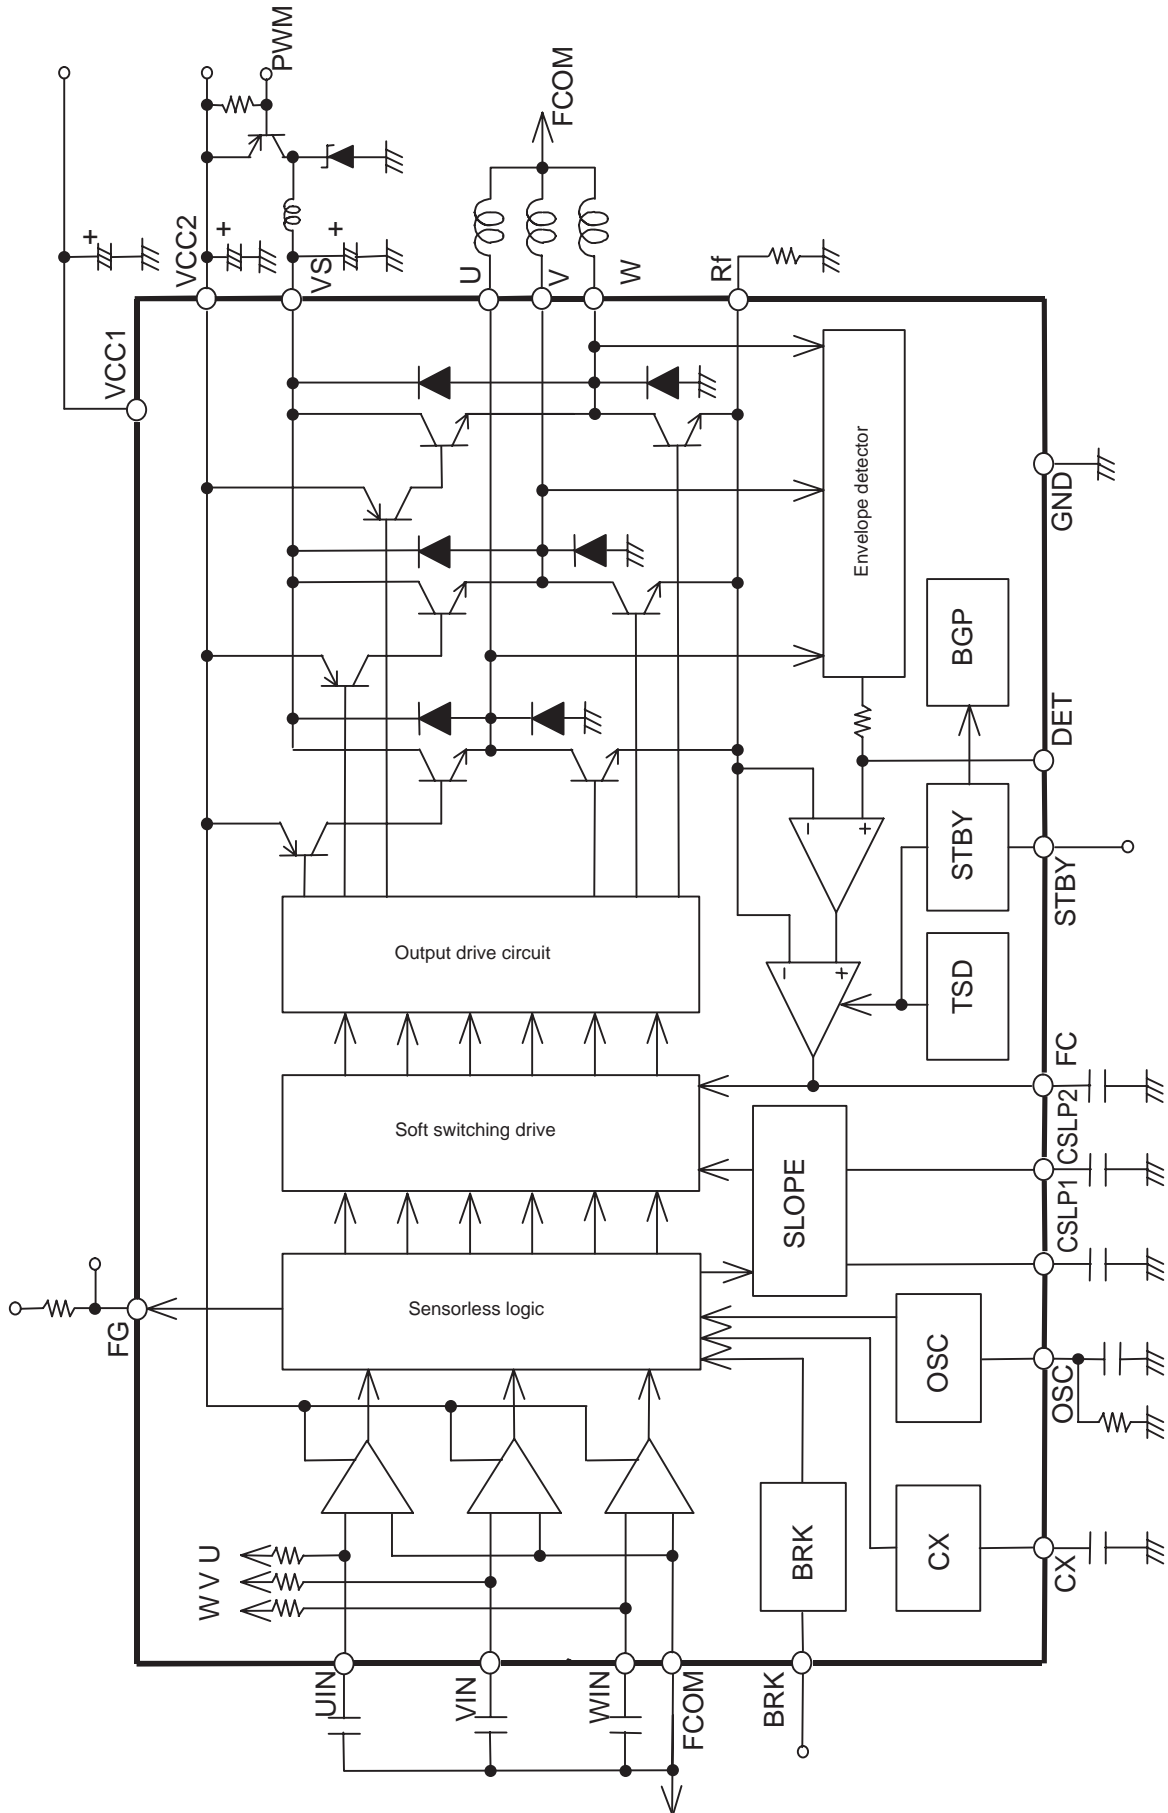 PWM
VCC2
+
+
+
VS
VCC1
FCOM
U
V
W
Rf
Envelope detector
GND
BGP
DET
STBY
STBY
TSD
−
+
−
+
Output drive circuit
Soft switching drive
Sensorless logic
FC
CSLP2
CSLP1
SLOPE
OSC
OSC
CX
CX
BRK
BRK
FG
W V U
UIN
VIN
WIN
FCOM